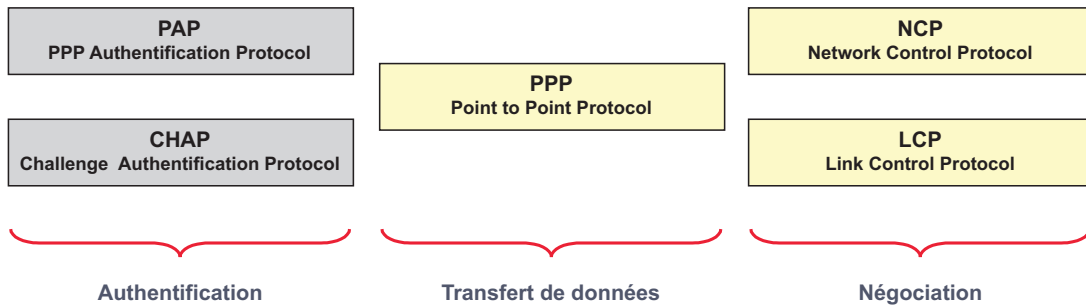 PAP
PPP Authentification Protocol
CHAP
Challenge Authentification Protocol
PPP
Point to Point Protocol
NCP
Network Control Protocol
LCP
Link Control Protocol
Authentification
Transfert de données
Négociation